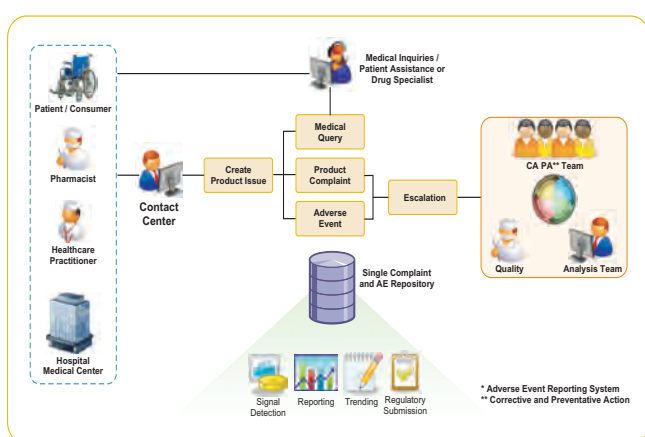 Medical Inquiries /
Patient Assistance or
Drug Specialist
Patient / Consumer
Pharmacist
Healthcare
Practitioner
Hospital
Medical Center
Contact
Center
Create
Product Issue
Medical
Query
Product
Complaint
Adverse
Event
Escalation
CA PA** Team
Quality
Analysis Team
Single Complaint
and AE Repository
Signal
Detection
Reporting
Trending
Regulatory
Submission
* Adverse Event Reporting System
** Corrective and Preventative Action